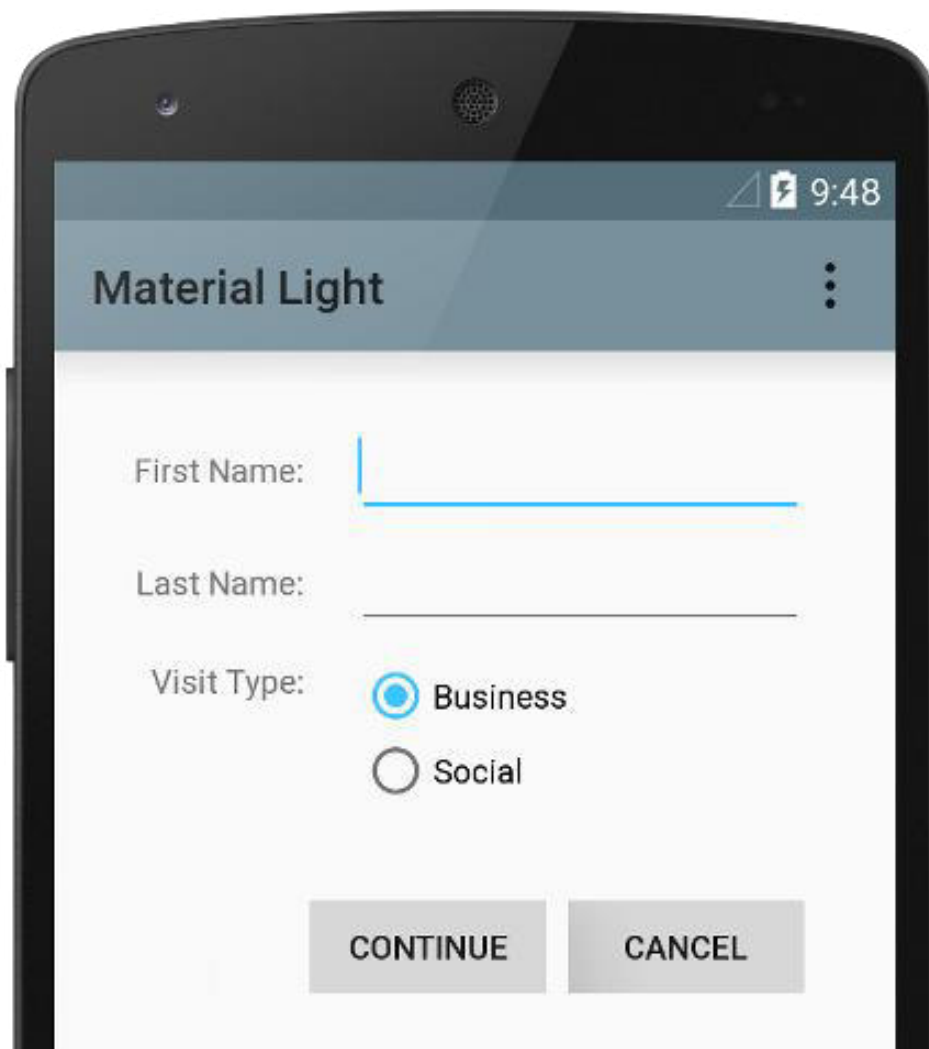 9:48
Material Light
First Name:
Last Name:
Visit Type:
Business
Social
CONTINUE
CANCEL